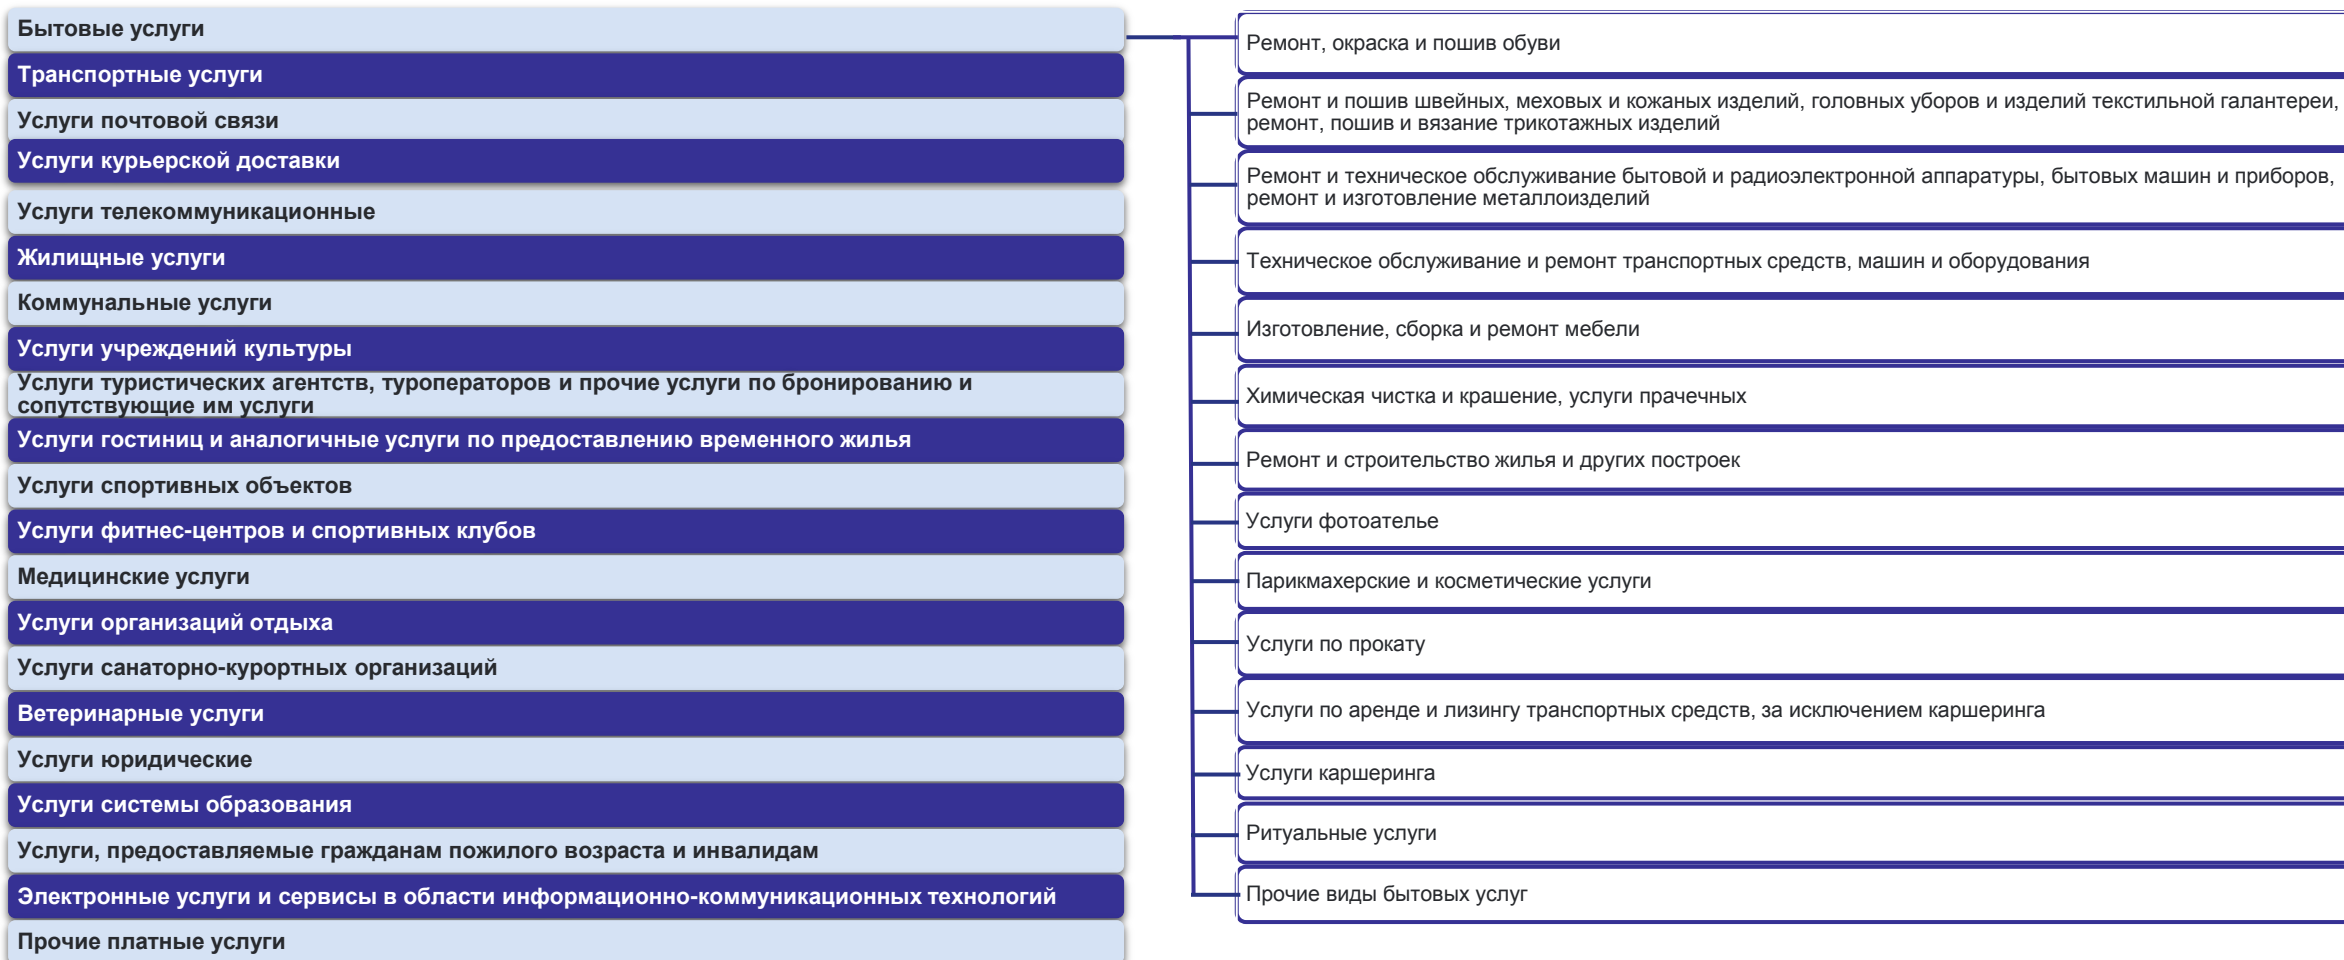 Бытовые услуги
Транспортные услуги
Услуги почтовой связи
Услуги курьерской доставки
Услуги телекоммуникационные
Жилищные услуги
Коммунальные услуги
Услуги учреждений культуры
Услуги туристических агентств, туроператоров и прочие услуги по бронированию и
сопутствующие им услуги
Услуги гостиниц и аналогичные услуги по предоставлению временного жилья
Услуги спортивных объектов
Услуги фитнес-центров и спортивных клубов
Медицинские услуги
Услуги организаций отдыха
Услуги санаторно-курортных организаций
Ветеринарные услуги
Услуги юридические
Услуги системы образования
Услуги, предоставляемые гражданам пожилого возраста и инвалидам
Электронные услуги и сервисы в области информационно-коммуникационных технологий
Прочие платные услуги
Ремонт, окраска и пошив обуви
Ремонт и пошив швейных, меховых и кожаных изделий, головных уборов и изделий текстильной галантереи,
ремонт, пошив и вязание трикотажных изделий
Ремонт и техническое обслуживание бытовой и радиоэлектронной аппаратуры, бытовых машин и приборов,
ремонт и изготовление металлоизделий
Техническое обслуживание и ремонт транспортных средств, машин и оборудования
Изготовление, сборка и ремонт мебели
Химическая чистка и крашение, услуги прачечных
Ремонт и строительство жилья и других построек
Услуги фотоателье
Парикмахерские и косметические услуги
Услуги по прокату
Услуги по аренде и лизингу транспортных средств, за исключением каршеринга
Услуги каршеринга
Ритуальные услуги
Прочие виды бытовых услуг